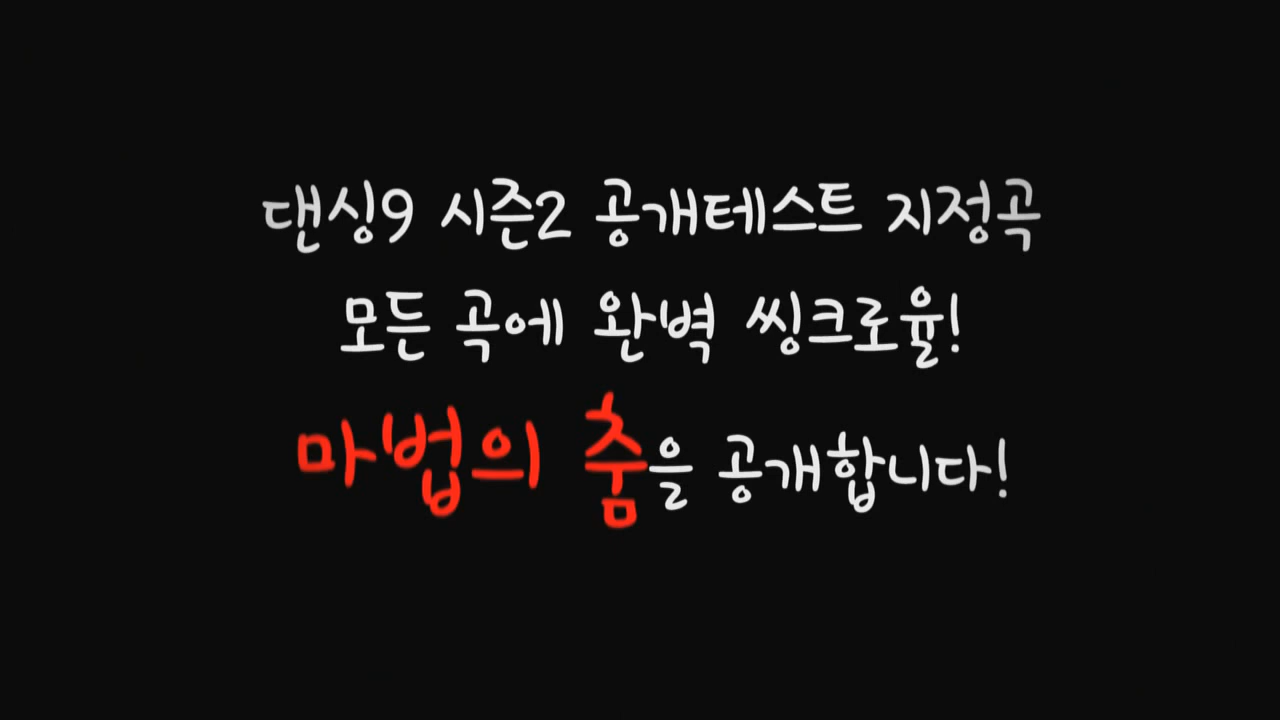 댄싱9 시즌2 공개테스트 지정곡
모든 곡에 완벽 씽크로율!
마법의 춤을 공개합니다!